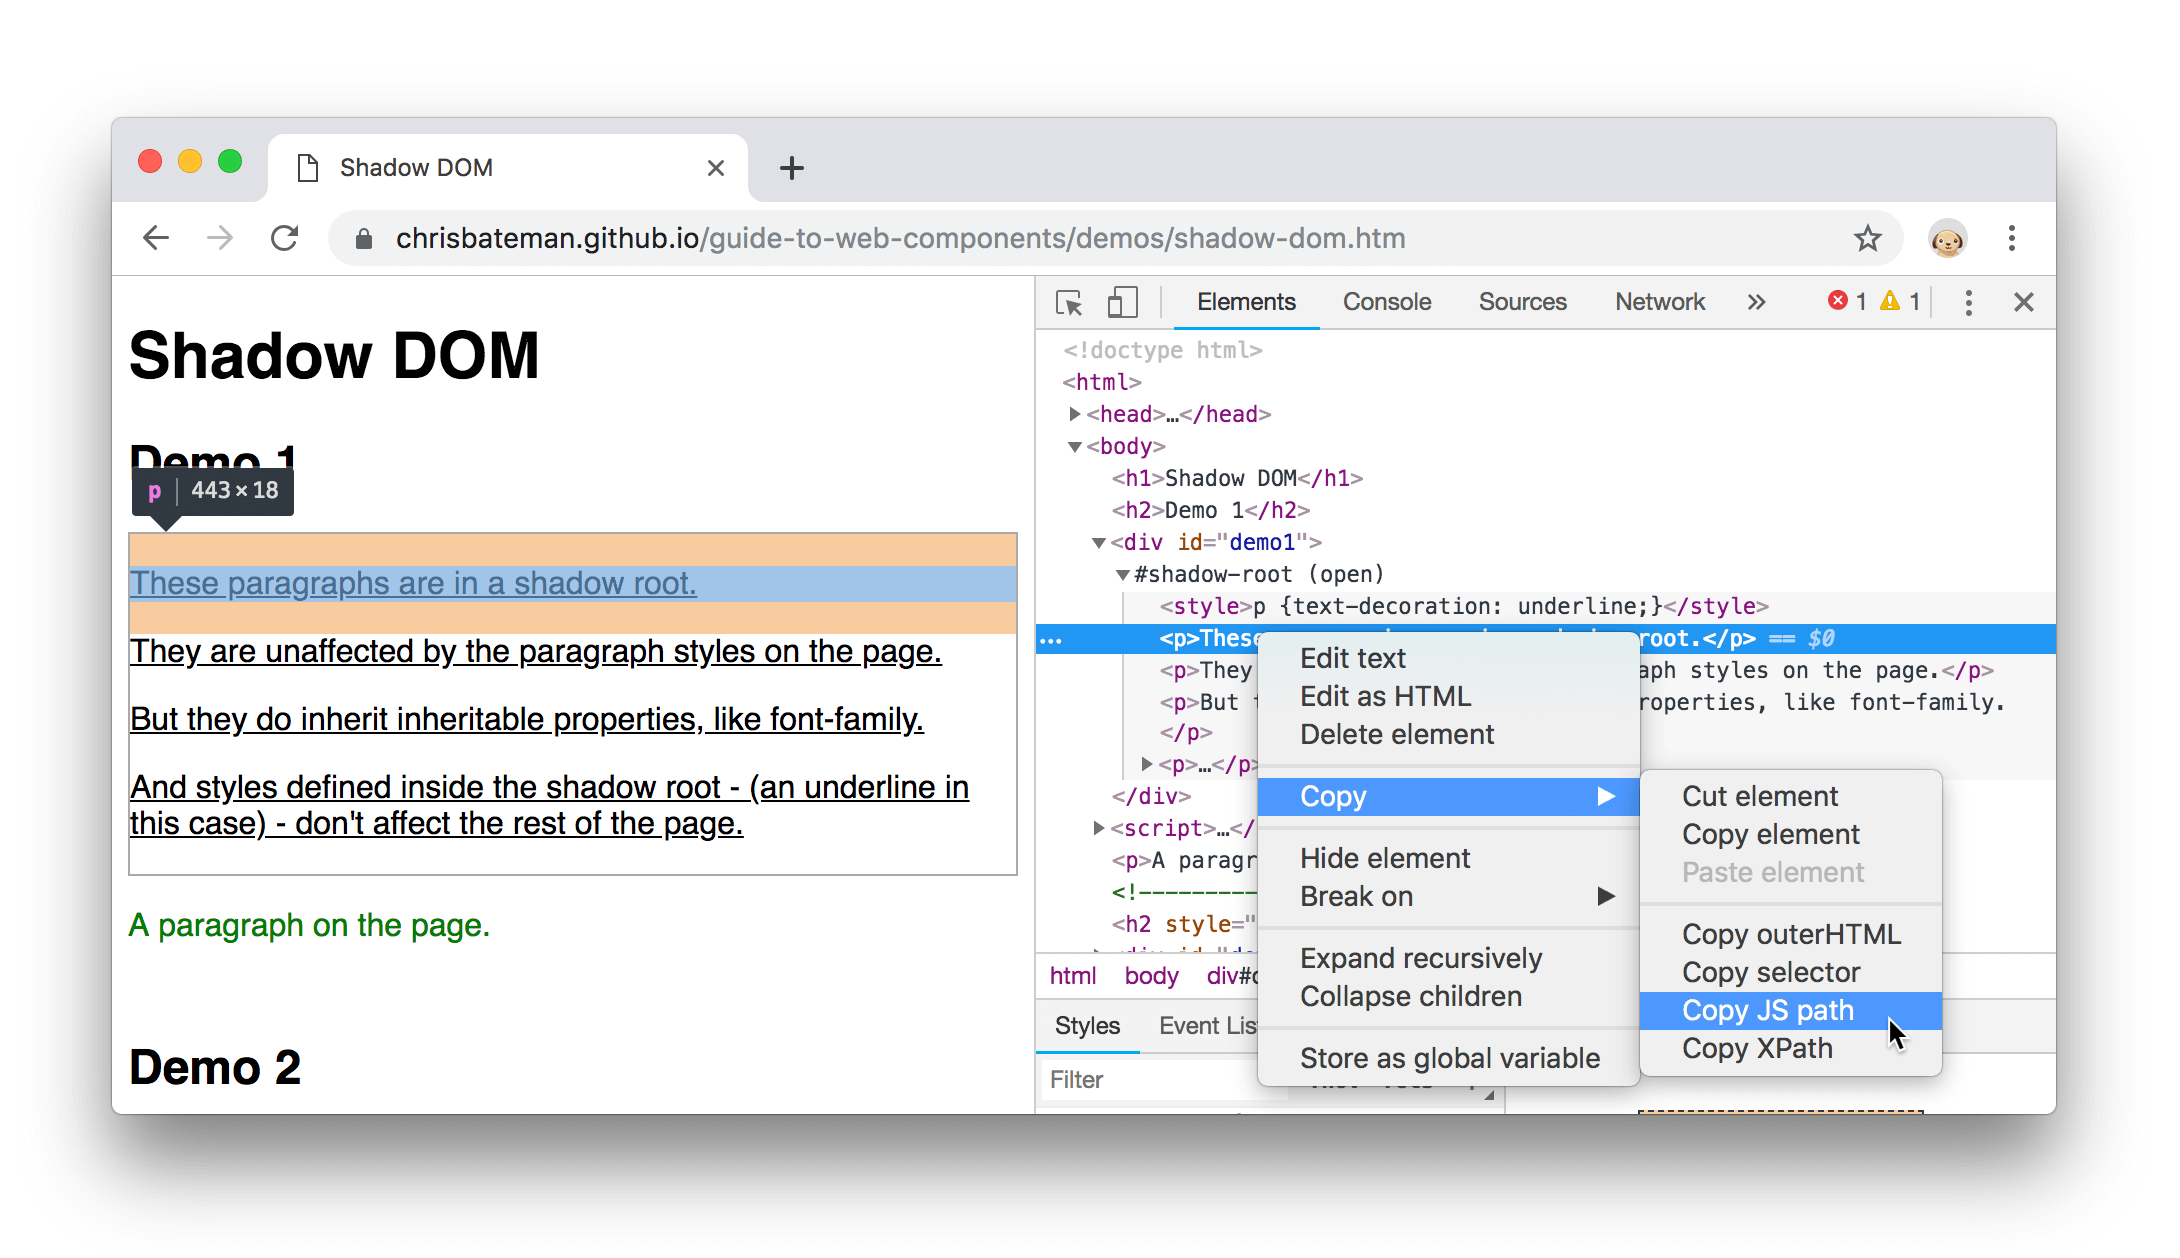 Shadow DOM
chrisbateman.github.io/guide-to-web-components/demos/shadow-dom.htm
Shadow DOM
Demo 1
p 443 × 18
These paragraphs are in a shadow root.
They are unaffected by the paragraph styles on the page.
But they do inherit inheritable properties, like font-family.
And styles defined inside the shadow root - (an underline in
this case) - don't affect the rest of the page.
A paragraph on the page.
Demo 2
Elements Console Sources Network » 1 1
<!doctype html>
<html>
<head>…</head>
<body>
<h1>Shadow DOM</h1>
<h2>Demo 1</h2>
<div id="demo1">
#shadow-root (open)
<style>p {text-decoration: underline;}</style>
… <p>These root.</p> == $0
<p>They aph styles on the page.</p>
<p>But roperties, like font-family.
</p>
<p>…</p>
</div>
<script>…</
<p>A paragr
<!----------
<h2 style="
html body div#
Styles Event Lis
Filter
Edit text
Edit as HTML
Delete element
Copy
Hide element
Break on
Expand recursively
Collapse children
Store as global variable
Cut element
Copy element
Paste element
Copy outerHTML
Copy selector
Copy JS path
Copy XPath